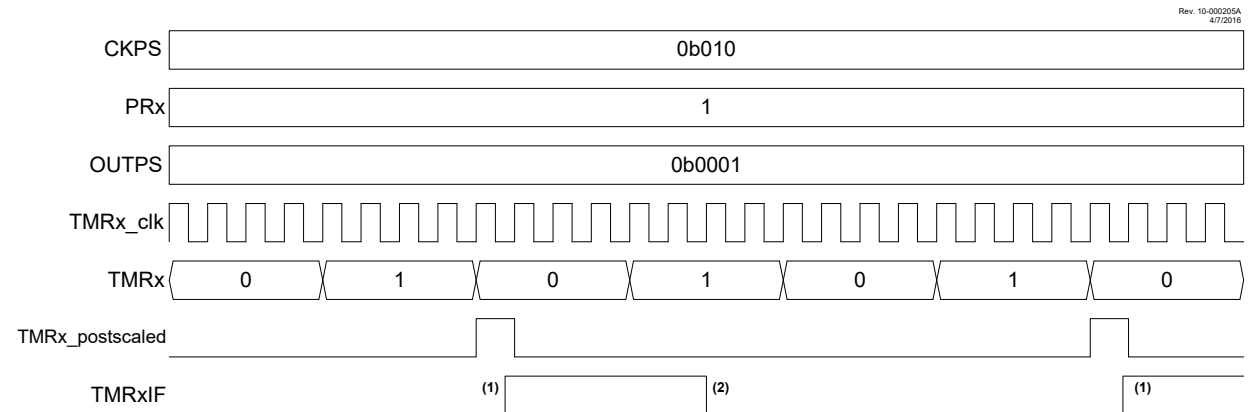 Rev. 10-000205A
4/7/2016
CKPS 0b010
PRx 1
OUTPS 0b0001
TMRx_clk
TMRx 0 1 0 1 0 1 0
TMRx_postscaled
TMRxIF (1) (2) (1)